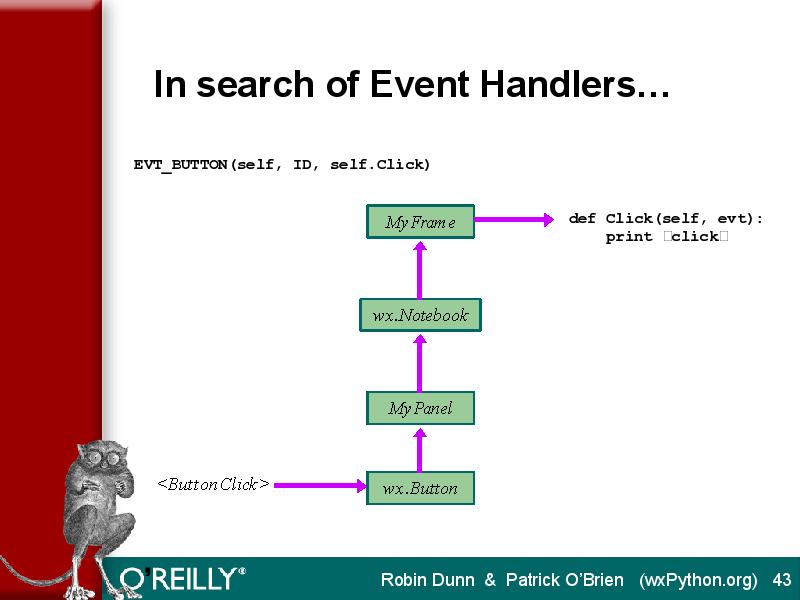 In search of Event Handlers…
EVT_BUTTON(self, ID, self.Click)
MyFrame
def Click(self, evt):
print □click□
wx.Notebook
MyPanel
<ButtonClick>
wx.Button
O'REILLY®
Robin Dunn & Patrick O'Brien (wxPython.org) 43